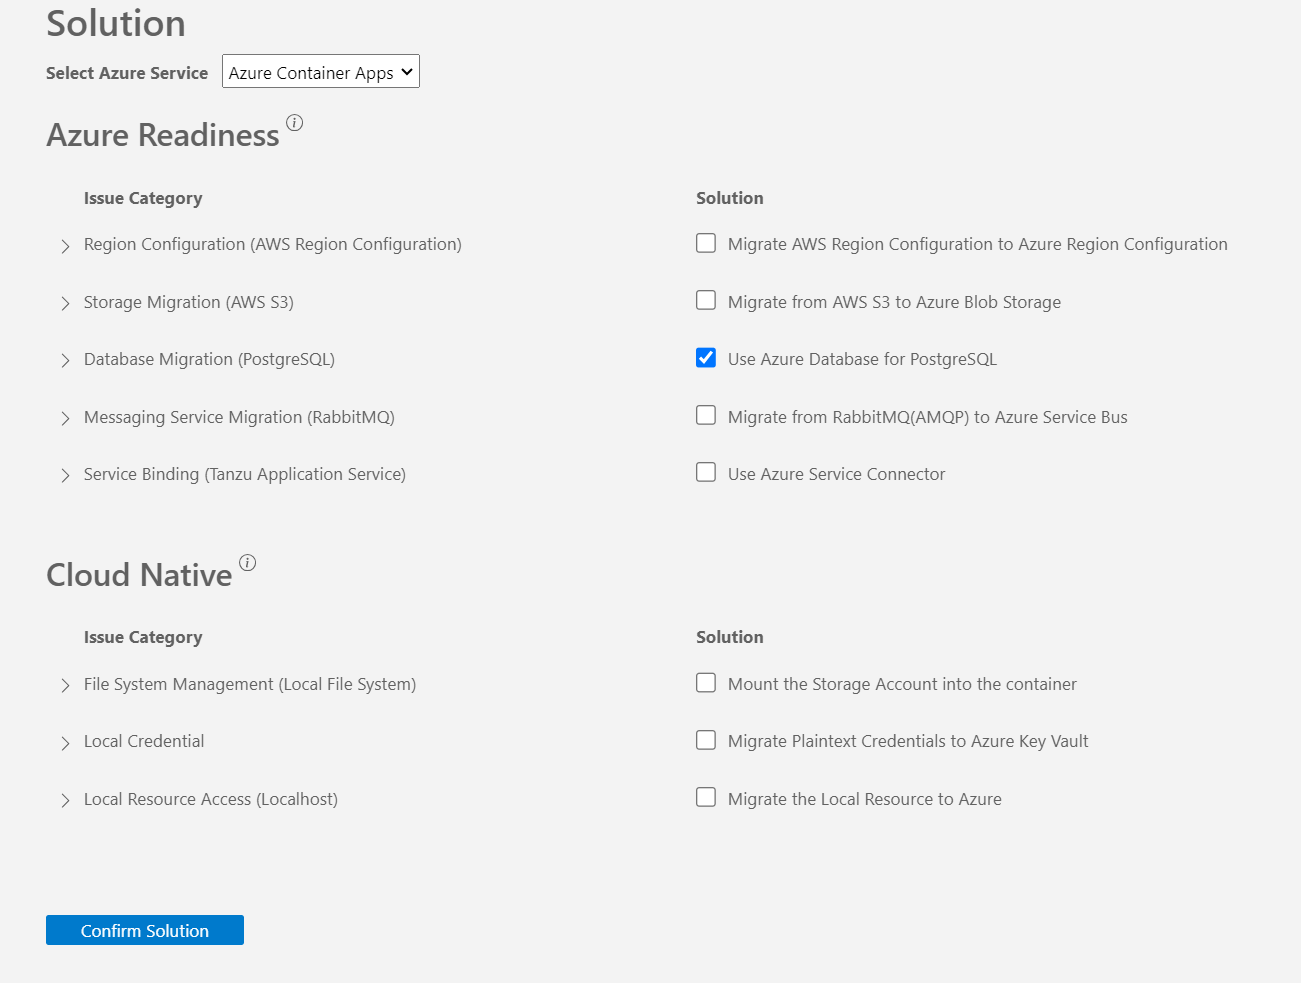 Solution
Select Azure Service Azure Container Apps
Azure Readiness
Issue Category Solution
Region Configuration (AWS Region Configuration) Migrate AWS Region Configuration to Azure Region Configuration
Storage Migration (AWS S3) Migrate from AWS S3 to Azure Blob Storage
Database Migration (PostgreSQL) Use Azure Database for PostgreSQL
Messaging Service Migration (RabbitMQ) Migrate from RabbitMQ(AMQP) to Azure Service Bus
Service Binding (Tanzu Application Service) Use Azure Service Connector
Cloud Native
Issue Category Solution
File System Management (Local File System) Mount the Storage Account into the container
Local Credential Migrate Plaintext Credentials to Azure Key Vault
Local Resource Access (Localhost) Migrate the Local Resource to Azure
Confirm Solution